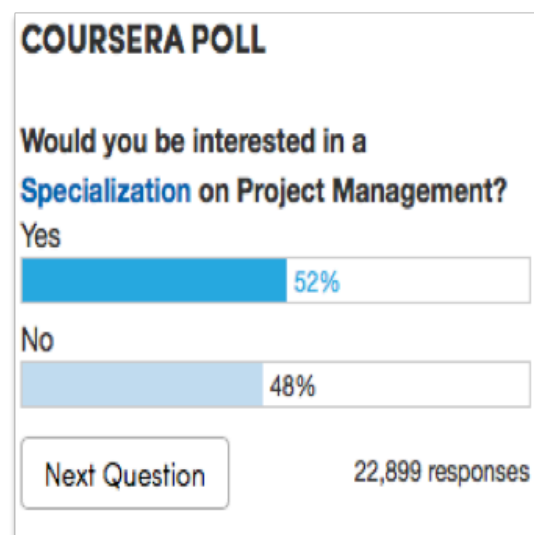 COURSERA POLL
Would you be interested in a
Specialization on Project Management?
Yes
52%
No
48%
Next Question
22,899 responses